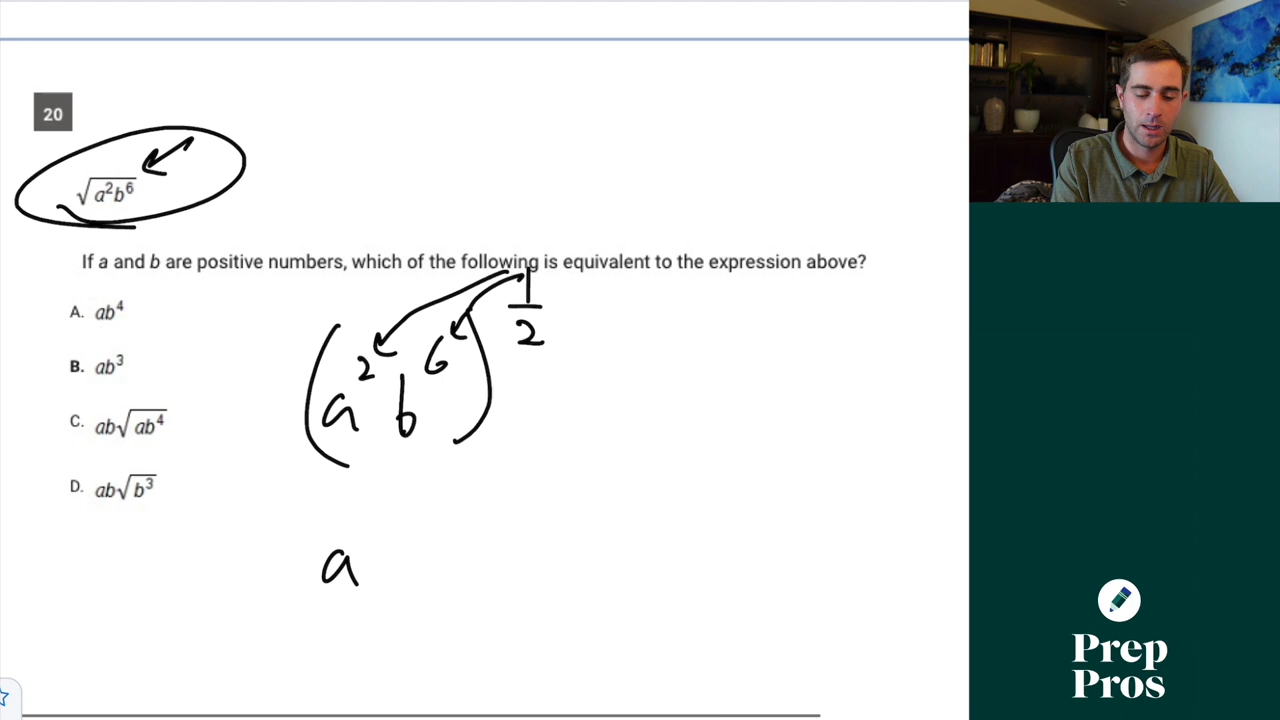 20
√a²b⁶
If a and b are positive numbers, which of the following is equivalent to the expression above?
A. ab⁴
B. ab³
C. ab√ab⁴
D. ab√b³
(a² b⁶)^1/2
a
Prep
Pros